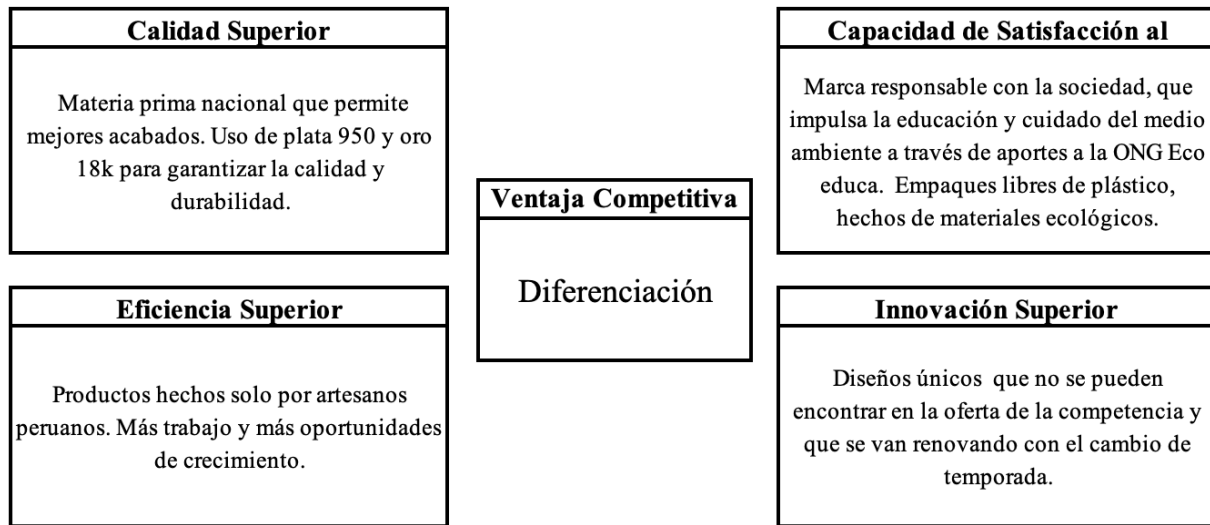 Calidad Superior
Materia prima nacional que permite
mejores acabados. Uso de plata 950 y oro
18k para garantizar la calidad y
durabilidad.
Eficiencia Superior
Productos hechos solo por artesanos
peruanos. Más trabajo y más oportunidades
de crecimiento.
Ventaja Competitiva
Diferenciación
Capacidad de Satisfacción al
Marca responsable con la sociedad, que
impulsa la educación y cuidado del medio
ambiente a través de aportes a la ONG Eco
educa. Empaques libres de plástico,
hechos de materiales ecológicos.
Innovación Superior
Diseños únicos que no se pueden
encontrar en la oferta de la competencia y
que se van renovando con el cambio de
temporada.